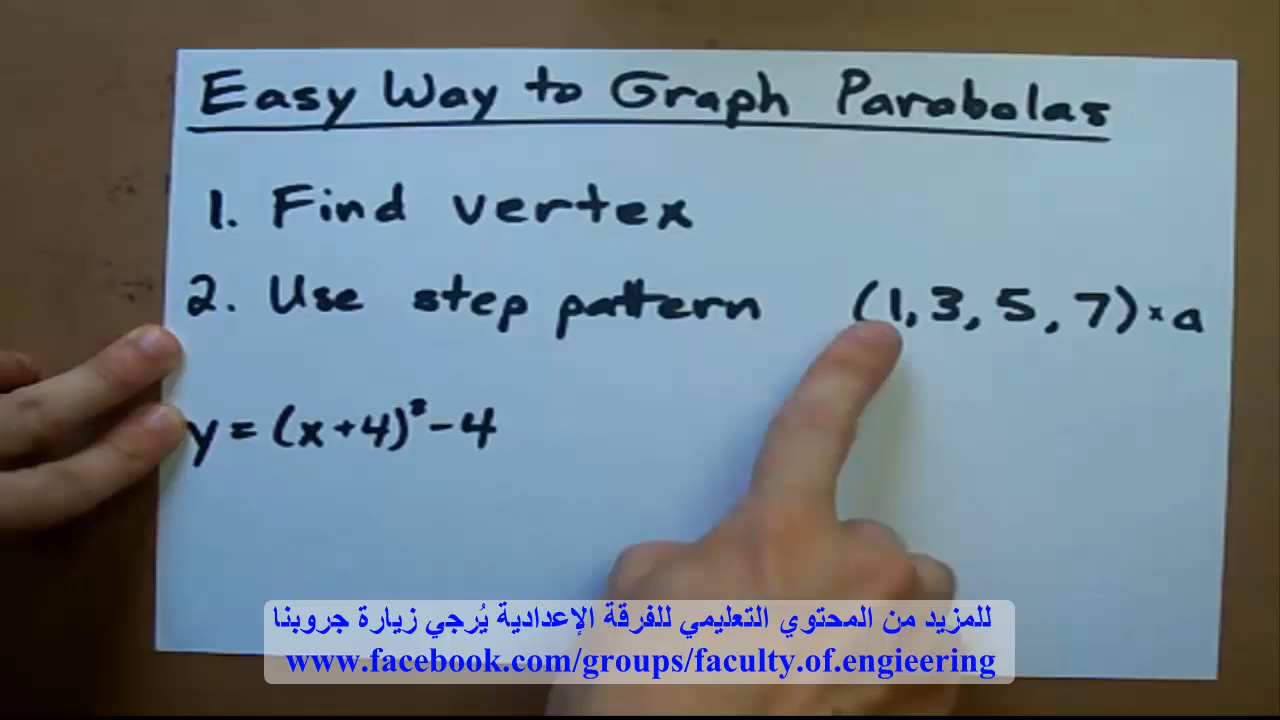 Easy Way to Graph Parabolas
1. Find vertex
2. Use step pattern (1, 3, 5, 7) × a
y = (x+4)² - 4
للمزيد من المحتوي التعليمي للفرقة الإعدادية يُرجي زيارة جروبنا
www.facebook.com/groups/faculty.of.engieering